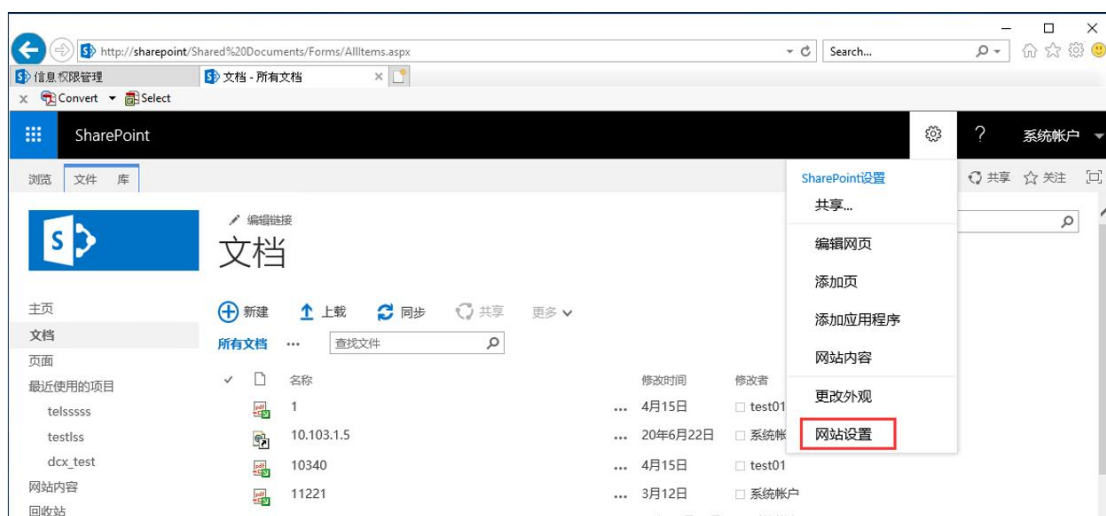 http://sharepoint/Shared%20Documents/Forms/AllItems.aspx
Search...
信息权限管理
文档 - 所有文档
x Convert Select
SharePoint
? 系统帐户
浏览 文件 库
SharePoint设置
共享 关注
共享...
编辑链接
文档
编辑网页
添加页
主页
新建 上载 同步 共享 更多
添加应用程序
文档
所有文档 ... 查找文件
页面
网站内容
最近使用的项目
名称 修改时间 修改者
更改外观
telsssss
1 ... 4月15日 test01
testlss
10.103.1.5 ... 20年6月22日 系统帐
网站设置
dcx_test
10340 ... 4月15日 test01
网站内容
11221 ... 3月12日 系统帐户
回收站